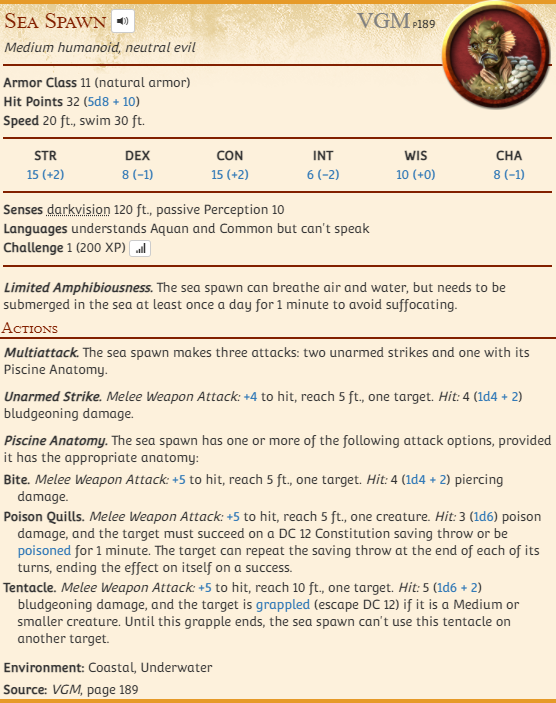 Sea Spawn VGM p189
Medium humanoid, neutral evil
Armor Class 11 (natural armor)
Hit Points 32 (5d8 + 10)
Speed 20 ft., swim 30 ft.
STR DEX CON INT WIS CHA
15 (+2) 8 (−1) 15 (+2) 6 (−2) 10 (+0) 8 (−1)
Senses darkvision 120 ft., passive Perception 10
Languages understands Aquan and Common but can't speak
Challenge 1 (200 XP)
Limited Amphibiousness. The sea spawn can breathe air and water, but needs to be
submerged in the sea at least once a day for 1 minute to avoid suffocating.
Actions
Multiattack. The sea spawn makes three attacks: two unarmed strikes and one with its
Piscine Anatomy.
Unarmed Strike. Melee Weapon Attack: +4 to hit, reach 5 ft., one target. Hit: 4 (1d4 + 2)
bludgeoning damage.
Piscine Anatomy. The sea spawn has one or more of the following attack options, provided
it has the appropriate anatomy:
Bite. Melee Weapon Attack: +5 to hit, reach 5 ft., one target. Hit: 4 (1d4 + 2) piercing
damage.
Poison Quills. Melee Weapon Attack: +5 to hit, reach 5 ft., one creature. Hit: 3 (1d6) poison
damage, and the target must succeed on a DC 12 Constitution saving throw or be
poisoned for 1 minute. The target can repeat the saving throw at the end of each of its
turns, ending the effect on itself on a success.
Tentacle. Melee Weapon Attack: +5 to hit, reach 10 ft., one target. Hit: 5 (1d6 + 2)
bludgeoning damage, and the target is grappled (escape DC 12) if it is a Medium or
smaller creature. Until this grapple ends, the sea spawn can't use this tentacle on
another target.
Environment: Coastal, Underwater
Source: VGM, page 189